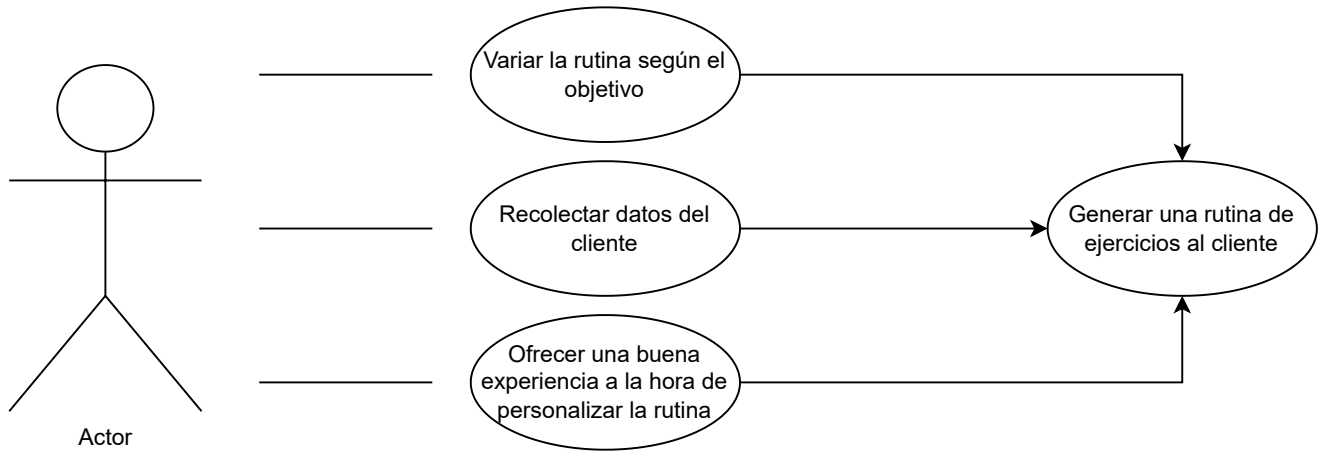 Variar la rutina según el
objetivo
Recolectar datos del
cliente
Generar una rutina de
ejercicios al cliente
Ofrecer una buena
experiencia a la hora de
personalizar la rutina
Actor